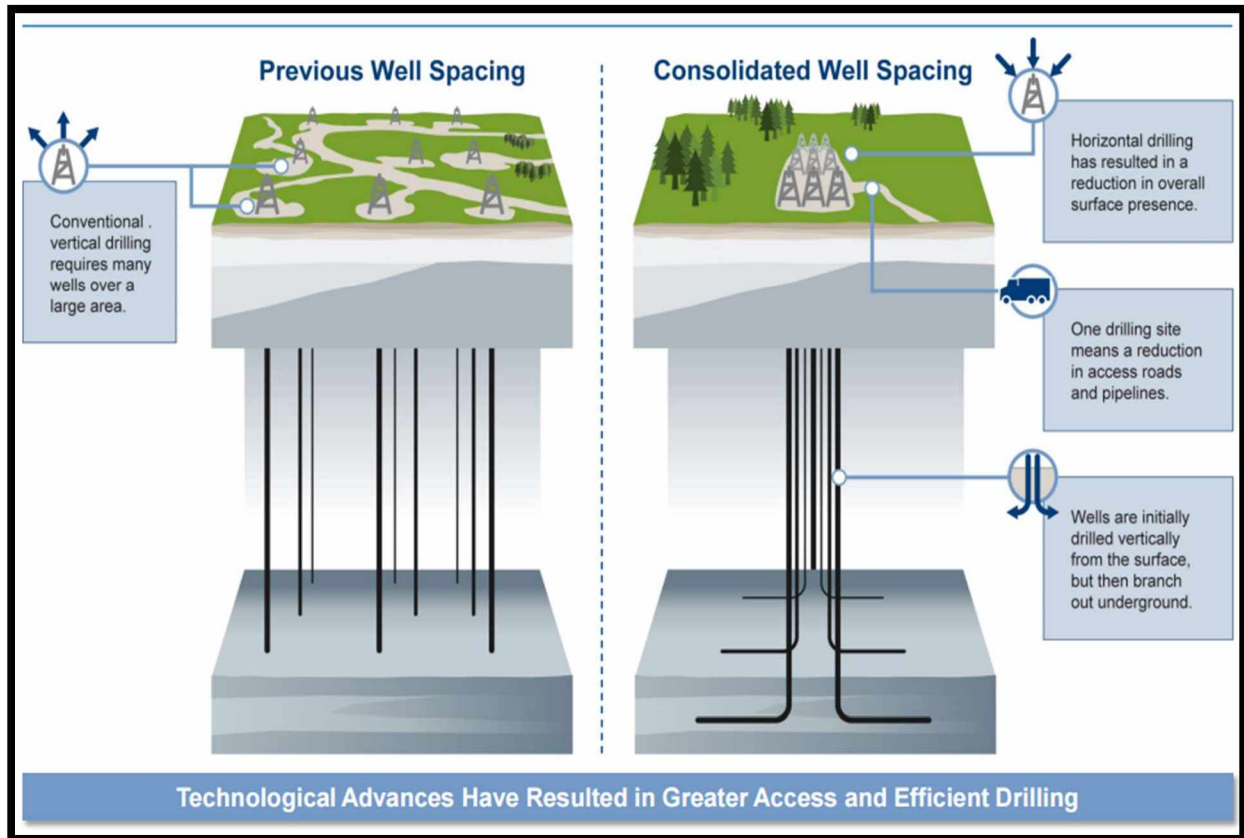 Previous Well Spacing
Conventional .
vertical drilling
requires many
wells over a
large area.
Consolidated Well Spacing
Horizontal drilling
has resulted in a
reduction in overall
surface presence.
One drilling site
means a reduction
in access roads
and pipelines.
Wells are initially
drilled vertically
from the surface,
but then branch
out underground.
Technological Advances Have Resulted in Greater Access and Efficient Drilling